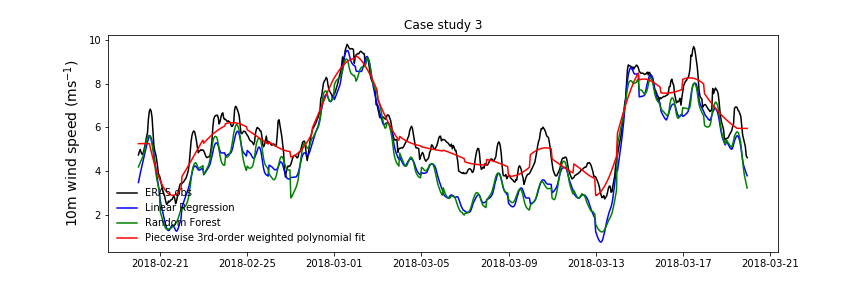 Case study 3
10m wind speed (ms⁻¹)
10
8
6
4
2
ERA5 obs
Linear Regression
Random Forest
Piecewise 3rd-order weighted polynomial fit
2018-02-21 2018-02-25 2018-03-01 2018-03-05 2018-03-09 2018-03-13 2018-03-17 2018-03-21